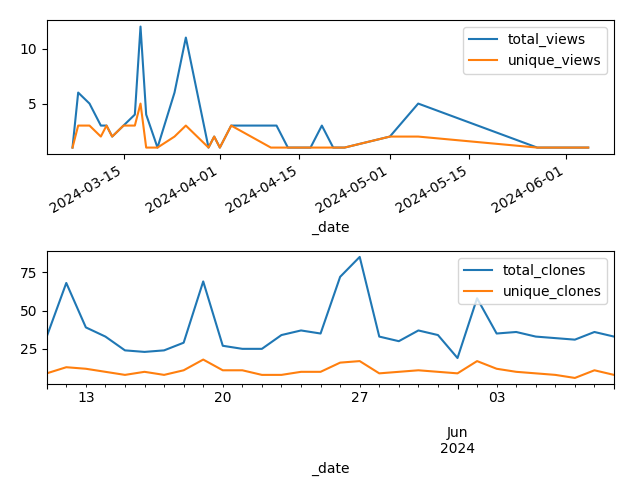 10
5
total_views
unique_views
2024-03-15
2024-04-01
2024-04-15
2024-05-01
2024-05-15
2024-06-01
_date
75
50
25
total_clones
unique_clones
13
20
27
03
Jun
2024
_date